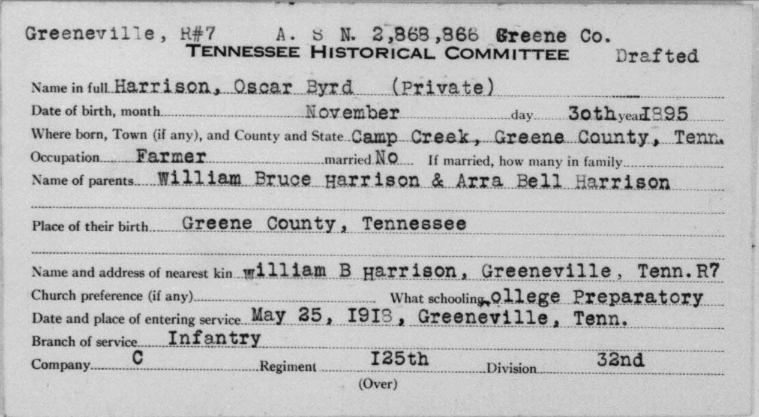 Greeneville, R#7 A. S N. 2,868,866 Greene Co.
TENNESSEE HISTORICAL COMMITTEE Drafted
Name in full Harrison, Oscar Byrd (Private)
Date of birth, month November day 30th year 1895
Where born, Town (if any), and County and State Camp Creek, Greene County, Tenn.
Occupation Farmer married No If married, how many in family
Name of parents William Bruce Harrison & Arra Bell Harrison
Place of their birth Greene County, Tennessee
Name and address of nearest kin William B Harrison, Greeneville, Tenn. R7
Church preference (if any) What schooling College Preparatory
Date and place of entering service May 25, 1918, Greeneville, Tenn.
Branch of service Infantry
Company C Regiment 125th Division 32nd
(Over)